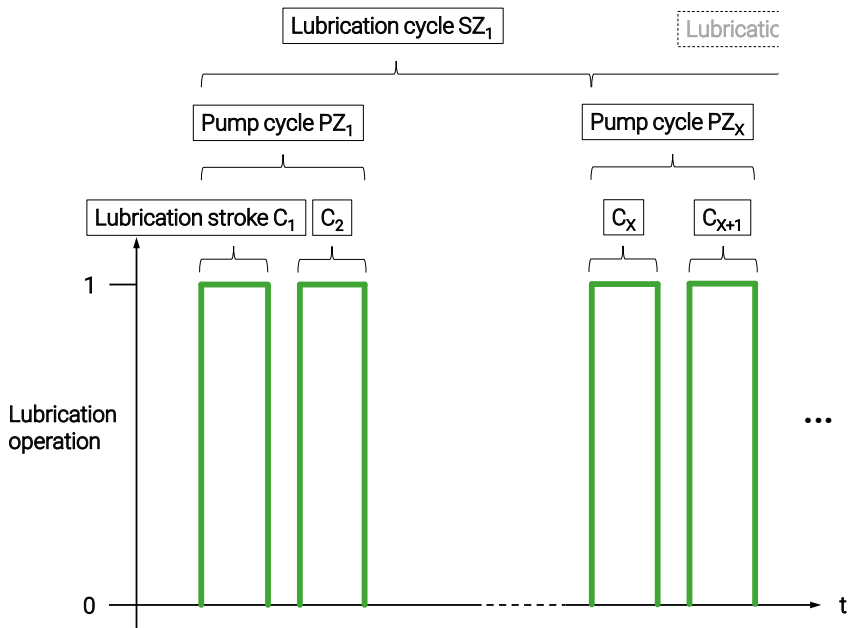 Lubrication cycle SZ₁
Lubricatio
Pump cycle PZ₁
Pump cycle PZₓ
Lubrication stroke C₁
C₂
Cₓ
Cₓ₊₁
1
Lubrication
operation
...
0
t